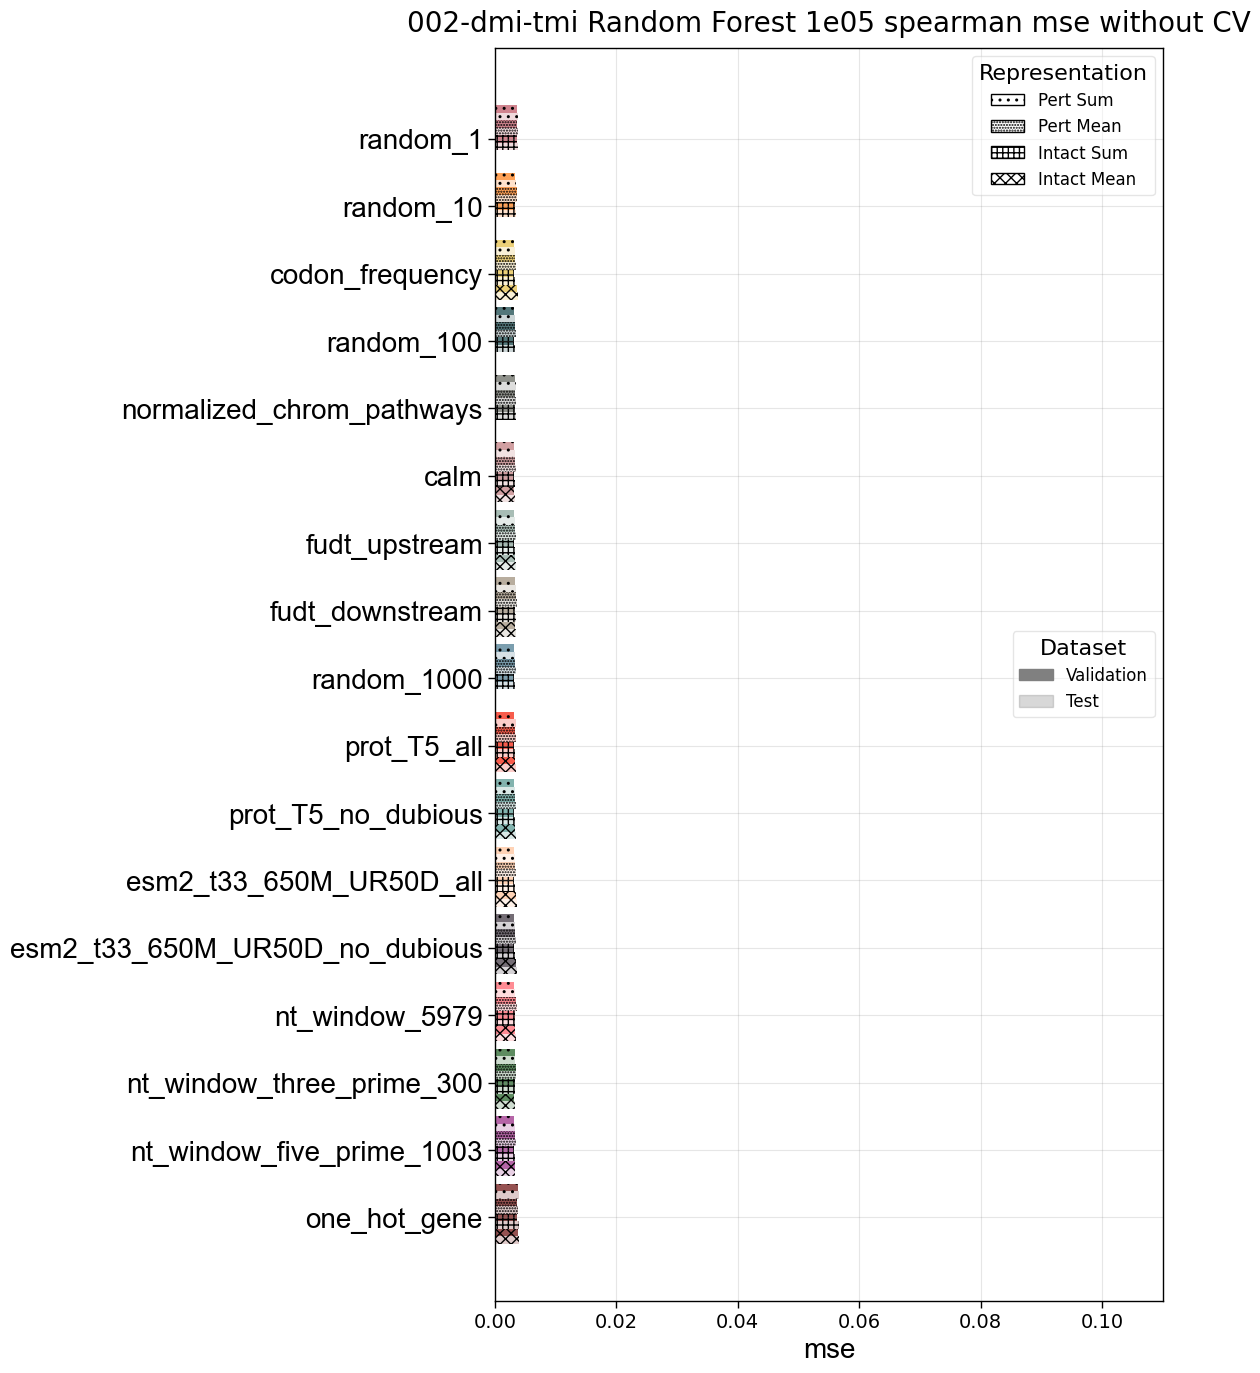 002-dmi-tmi Random Forest 1e05 spearman mse without CV
Representation
Pert Sum
Pert Mean
Intact Sum
Intact Mean
random_1
random_10
codon_frequency
random_100
normalized_chrom_pathways
calm
fudt_upstream
fudt_downstream
random_1000
prot_T5_all
prot_T5_no_dubious
esm2_t33_650M_UR50D_all
esm2_t33_650M_UR50D_no_dubious
nt_window_5979
nt_window_three_prime_300
nt_window_five_prime_1003
one_hot_gene
Dataset
Validation
Test
0.00 0.02 0.04 0.06 0.08 0.10
mse